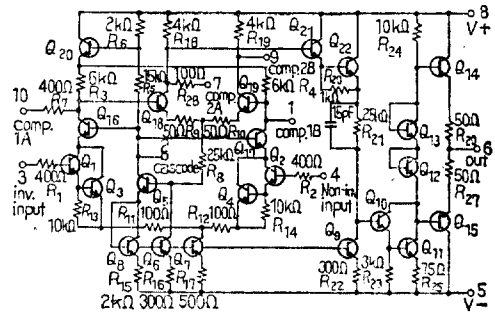 2kΩ 4kΩ 4kΩ Q21 10kΩ 8
Q20 R6 R18 R19 Q22 R24 V+
9
comp. 2B
400Ω 6kΩ 15kΩ 100Ω 7 Q19 6kΩ R20 Q14
10 R7 R3 R5 R28 comp. 2A R4 1kΩ
comp. 1A Q16 Q18 50Ω R9 50Ω R10 1 15pF 25kΩ Q13 50Ω
comp. 1B R21 R26 6 out
3 Q1 5 25kΩ Q17 Q2 400Ω 4 Q12 50Ω
inv. input 400Ω R1 Q3 cascode R8 Q4 R2 Non-inv. input Q10 R27
R13 R11 Q5 R12 10kΩ Q15
10kΩ 100Ω 100Ω R14 Q9 Q11
Q8 Q6 Q7 300Ω 3kΩ 75Ω
R15 R16 R17 R22 R23 R25 5
2kΩ 300Ω 500Ω V-